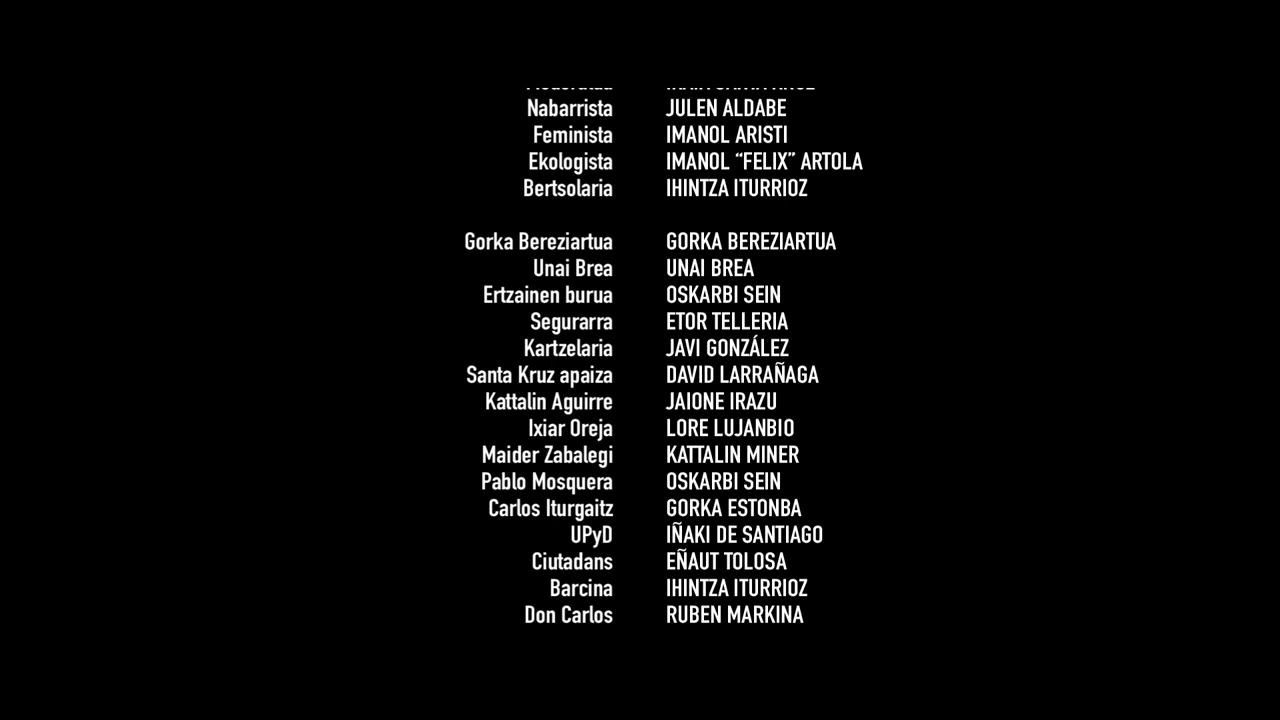 Nabarrista JULEN ALDABE
Feminista IMANOL ARISTI
Ekologista IMANOL “FELIX” ARTOLA
Bertsolaria IHINTZA ITURRIOZ
Gorka Bereziartua GORKA BEREZIARTUA
Unai Brea UNAI BREA
Ertzainen burua OSKARBI SEIN
Segurarra ETOR TELLERIA
Kartzelaria JAVI GONZÁLEZ
Santa Kruz apaiza DAVID LARRAÑAGA
Kattalin Aguirre JAIONE IRAZU
Ixiar Oreja LORE LUJANBIO
Maider Zabalegi KATTALIN MINER
Pablo Mosquera OSKARBI SEIN
Carlos Iturgaitz GORKA ESTONBA
UPyD IÑAKI DE SANTIAGO
Ciutadans EÑAUT TOLOSA
Barcina IHINTZA ITURRIOZ
Don Carlos RUBEN MARKINA